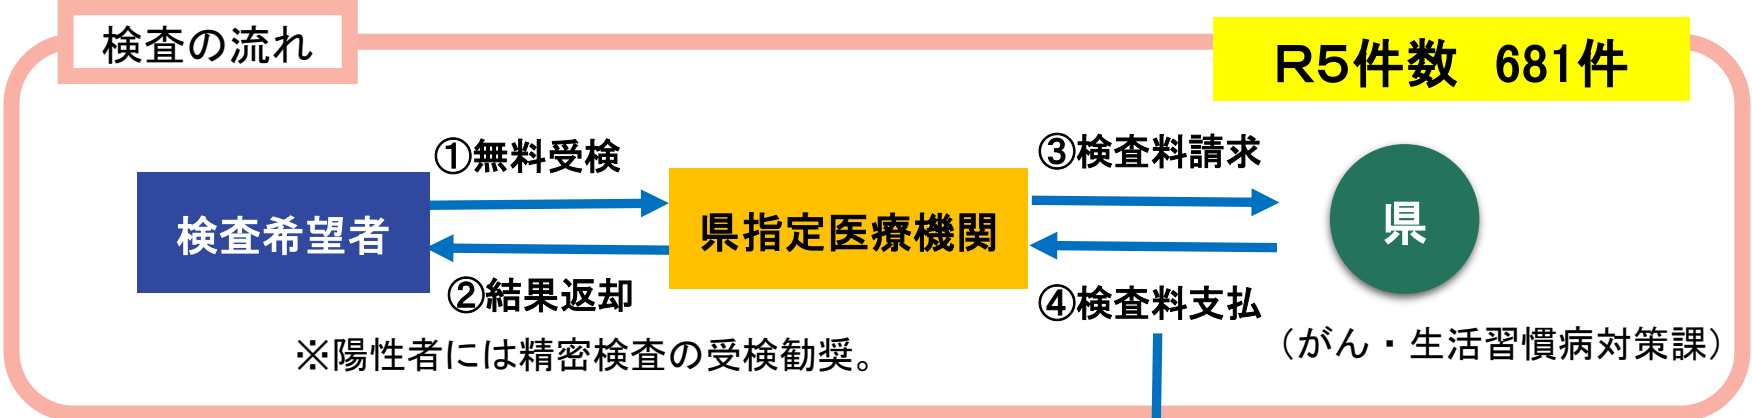 検査の流れ
R5件数　681件
①無料受検
③検査料請求
検査希望者
県指定医療機関
県
②結果返却
④検査料支払
※陽性者には精密検査の受検勧奨。
（がん・生活習慣病対策課）